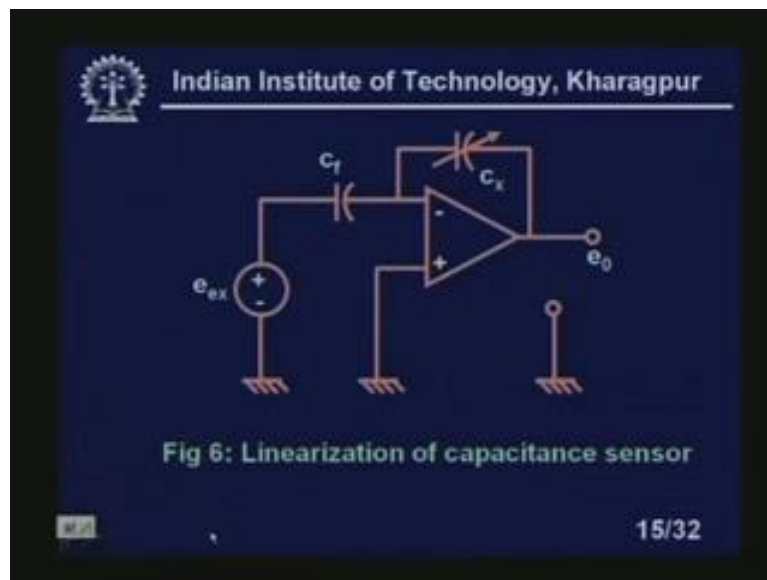 Indian Institute of Technology, Kharagpur
Cf
Cx
-
+
e0
eex
+
-
Fig 6: Linearization of capacitance sensor
15/32